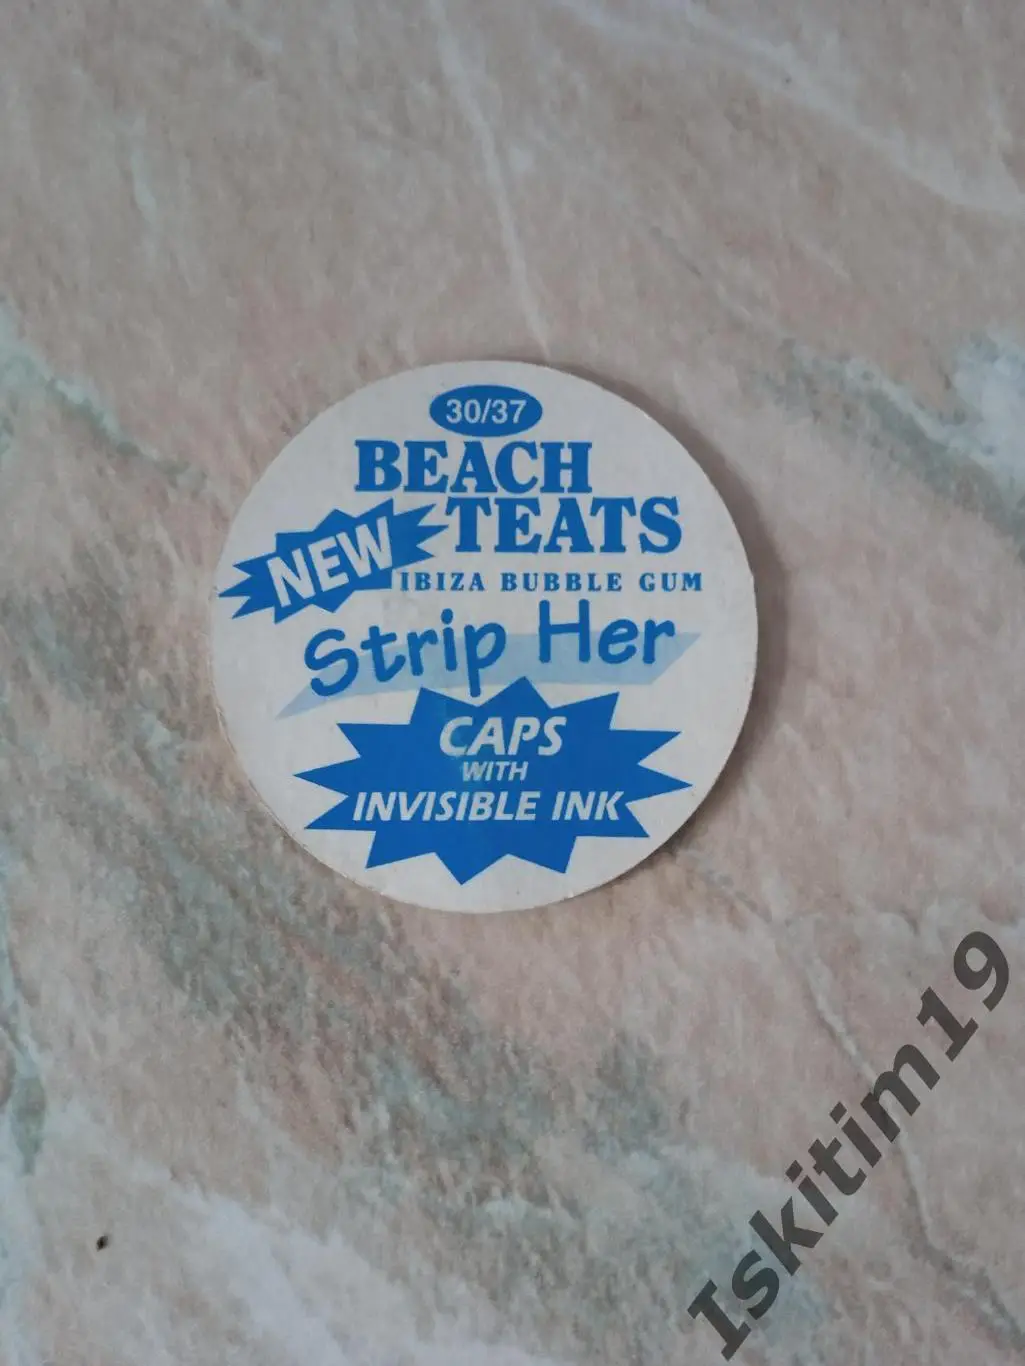 30/37
BEACH
TEATS
NEW
IBIZA BUBBLE GUM
Strip Her
CAPS
WITH
INVISIBLE INK
Iskitim19